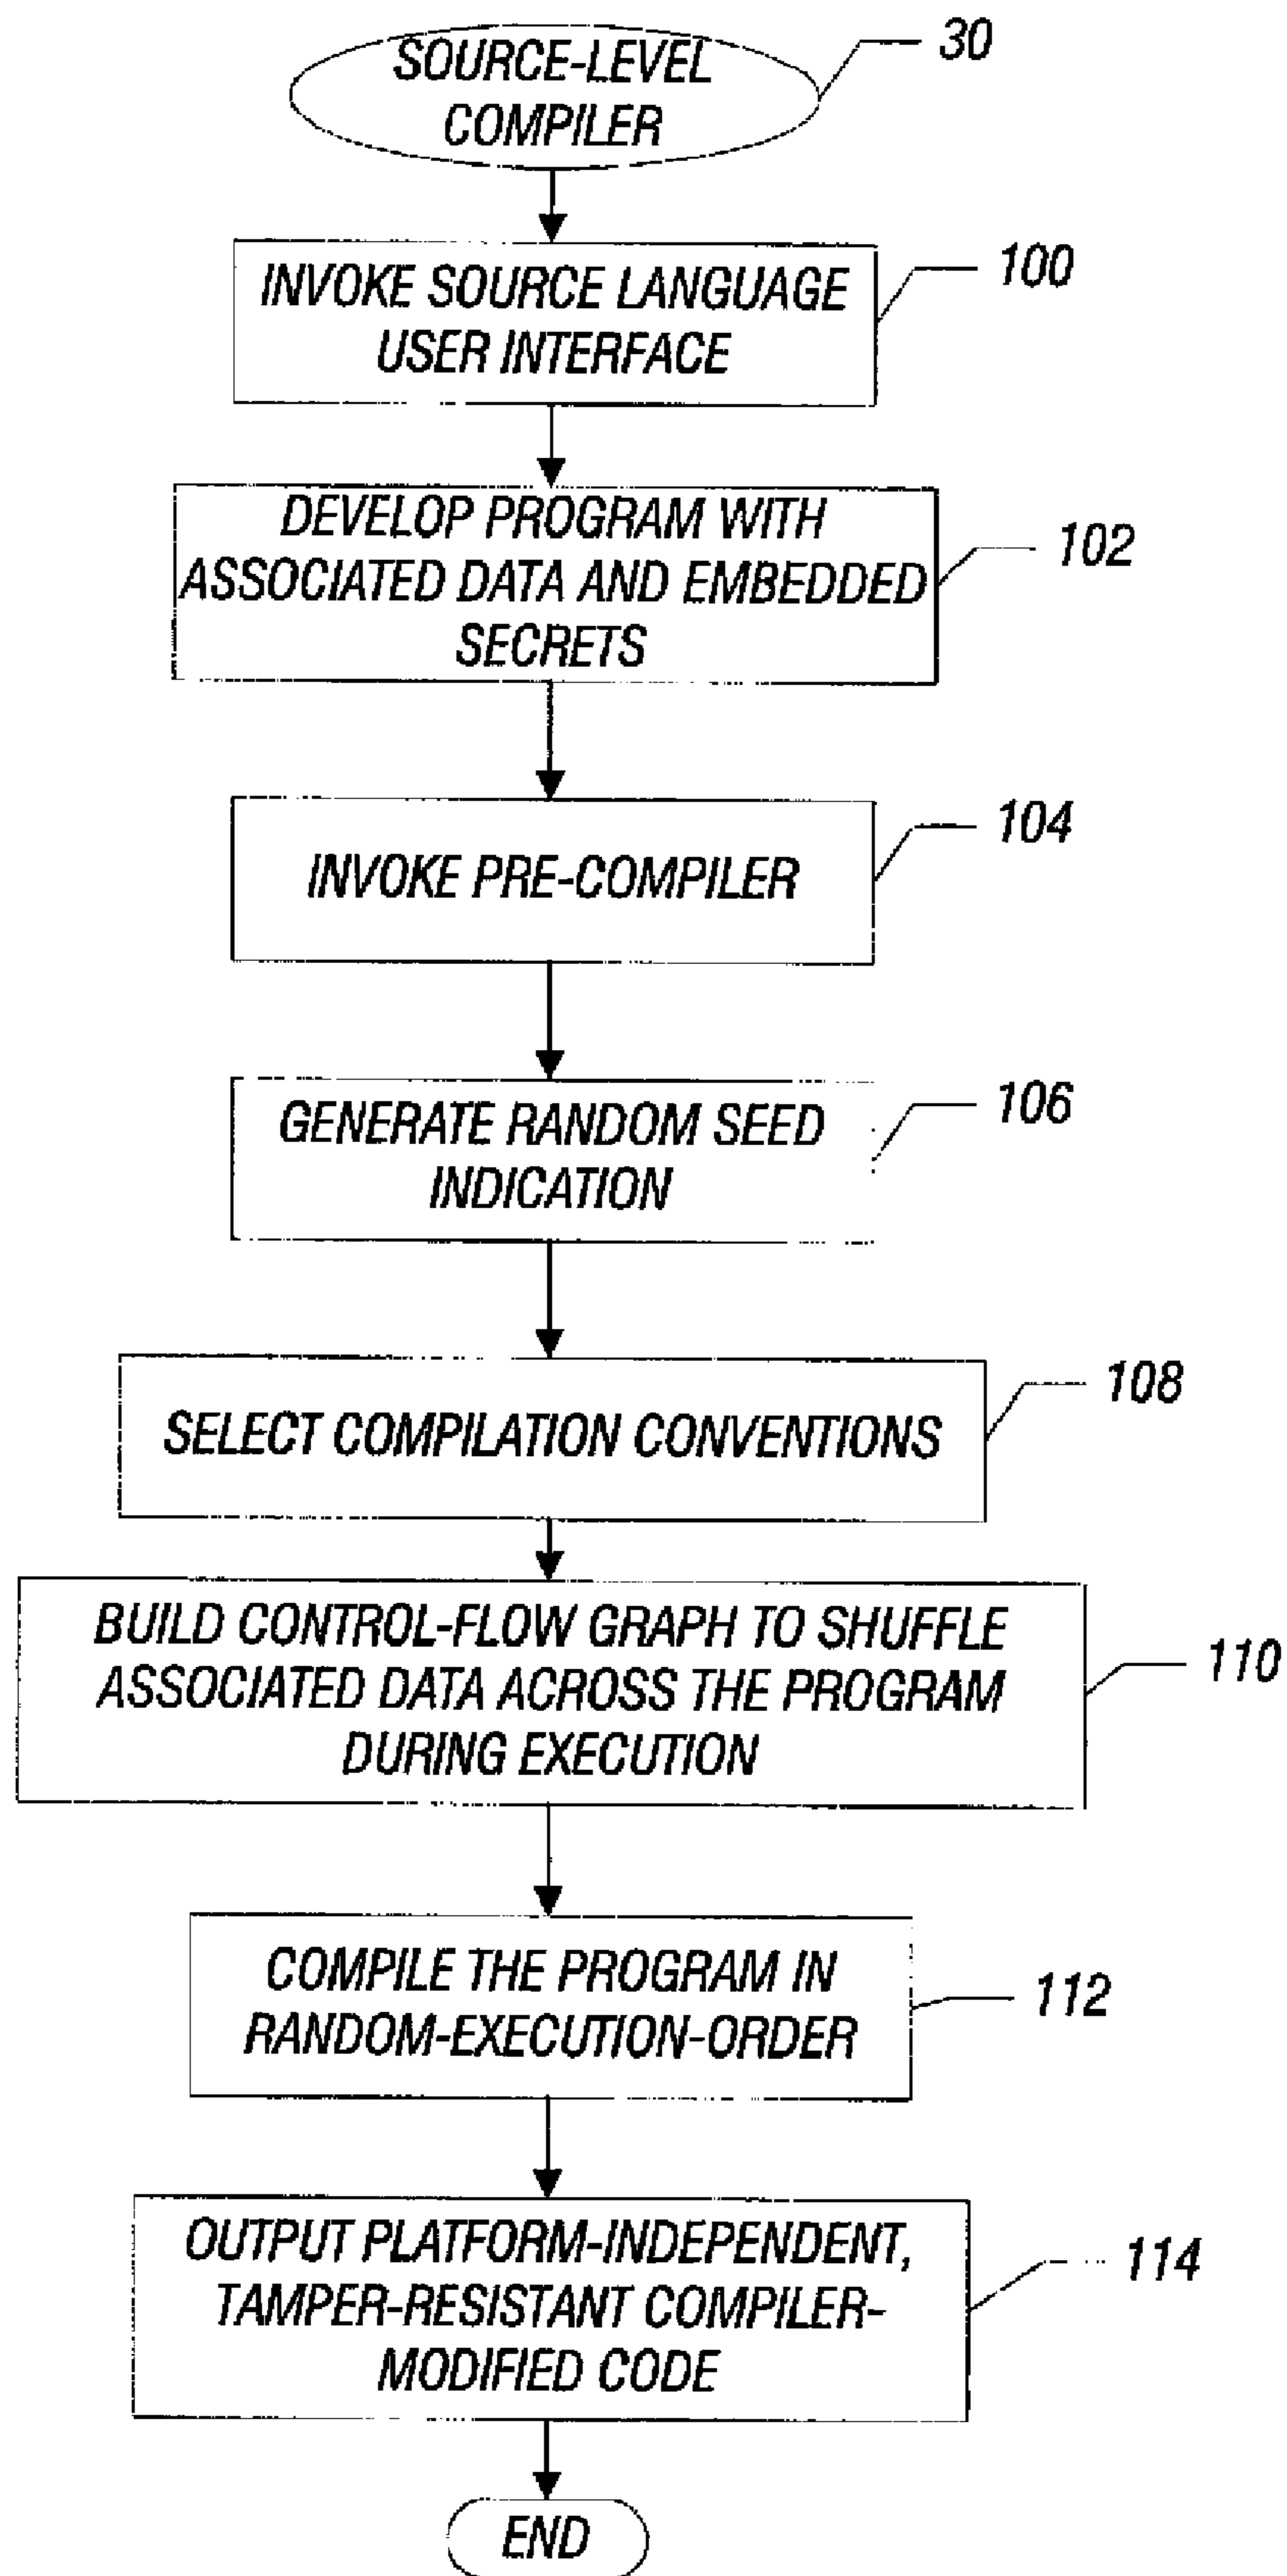 SOURCE-LEVEL
COMPILER
30
INVOKE SOURCE LANGUAGE
USER INTERFACE
100
DEVELOP PROGRAM WITH
ASSOCIATED DATA AND EMBEDDED
SECRETS
102
INVOKE PRE-COMPILER
104
GENERATE RANDOM SEED
INDICATION
106
SELECT COMPILATION CONVENTIONS
108
BUILD CONTROL-FLOW GRAPH TO SHUFFLE
ASSOCIATED DATA ACROSS THE PROGRAM
DURING EXECUTION
110
COMPILE THE PROGRAM IN
RANDOM-EXECUTION-ORDER
112
OUTPUT PLATFORM-INDEPENDENT,
TAMPER-RESISTANT COMPILER-
MODIFIED CODE
114
END